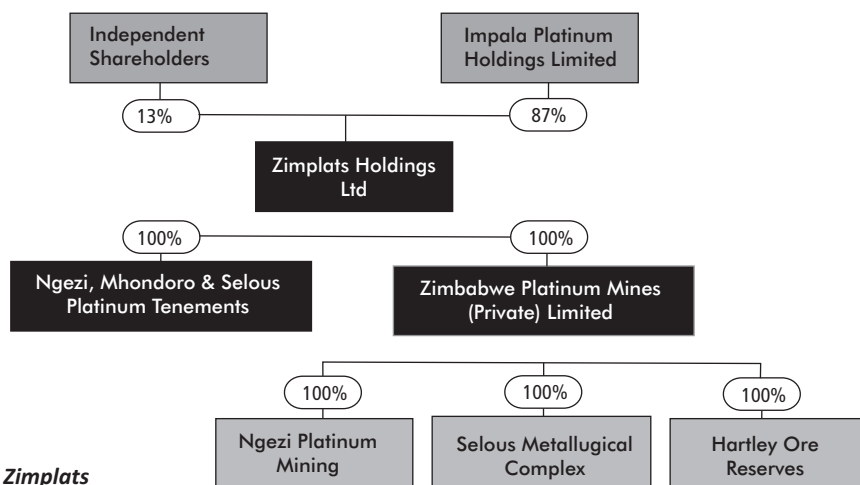 Independent
Shareholders
Impala Platinum
Holdings Limited
13%
87%
Zimplats Holdings
Ltd
100%
100%
Ngezi, Mhondoro & Selous
Platinum Tenements
Zimbabwe Platinum Mines
(Private) Limited
100%
100%
100%
Ngezi Platinum
Mining
Selous Metallugical
Complex
Hartley Ore
Reserves
Zimplats